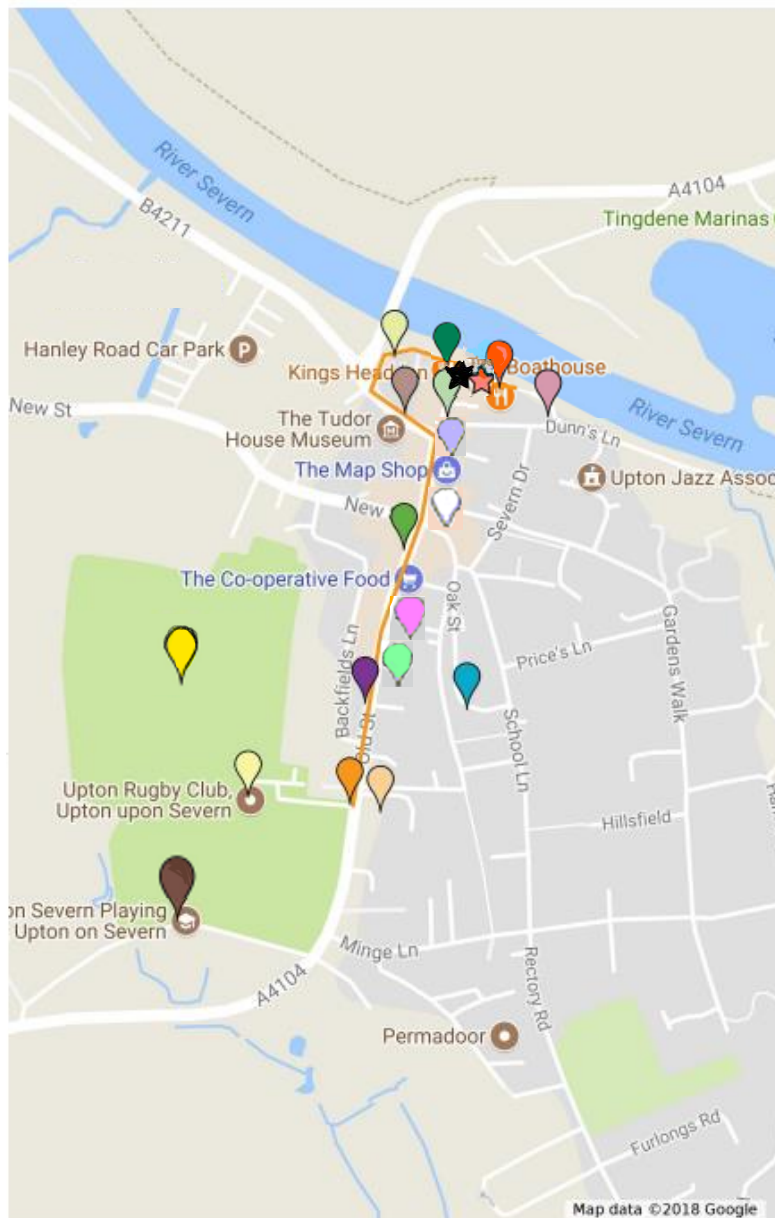 River Severn
A4104
B4211
Tingdene Marinas
Hanley Road Car Park
P
Kings Head
Boathouse
New St
The Tudor
House Museum
Dunn's Ln
River Severn
The Map Shop
Upton Jazz Assoc
Severn Dr
New
The Co-operative Food
Oak St
Gardens Walk
Backfields Ln
Price's Ln
Old St
School Ln
Upton Rugby Club,
Upton upon Severn
Hillsfield
on Severn Playing
Upton on Severn
Minge Ln
Rectory Rd
A4104
Permadoor
Furlongs Rd
Map data ©2018 Google